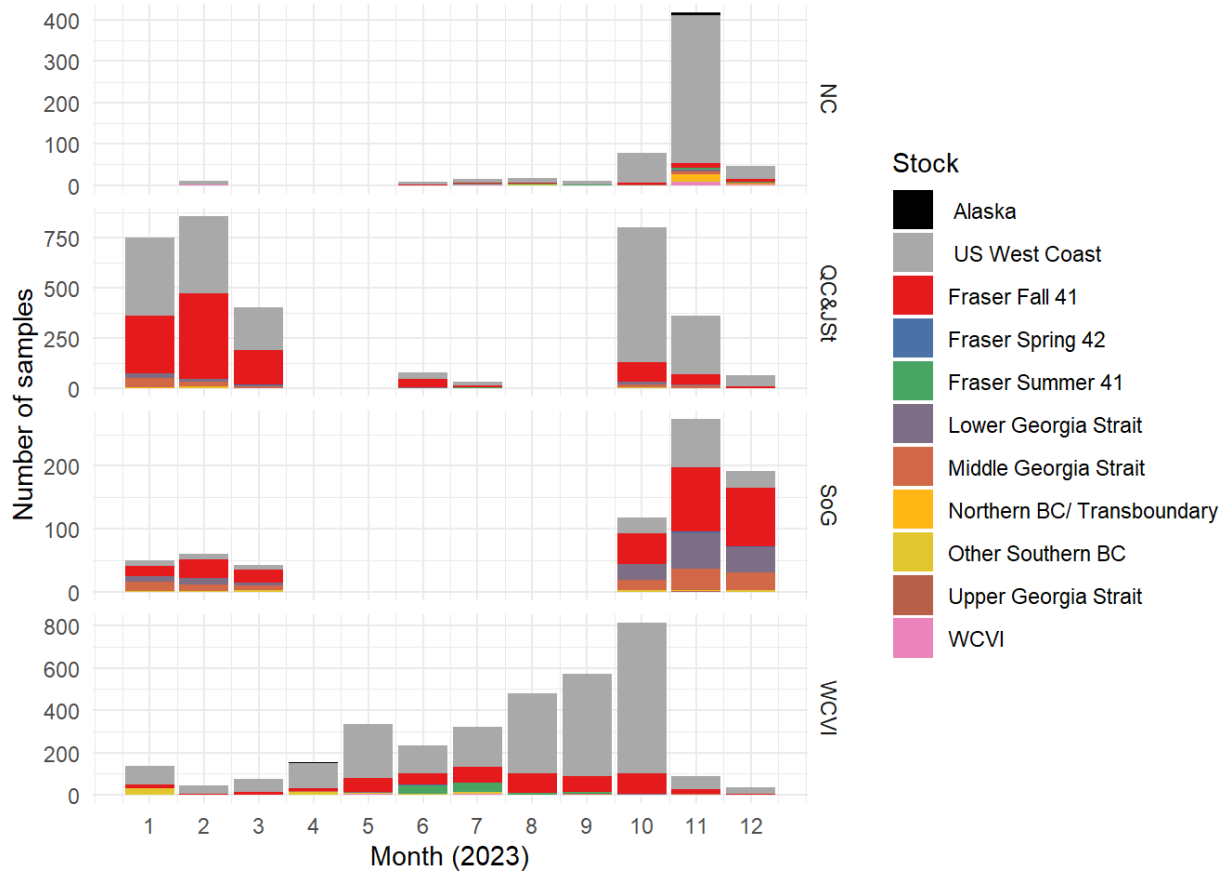 Number of samples
400
300
200
100
0
NC
750
500
250
0
QC&JSt
200
100
0
SoG
800
600
400
200
0
WCVI
1 2 3 4 5 6 7 8 9 10 11 12
Month (2023)
Stock
Alaska
US West Coast
Fraser Fall 41
Fraser Spring 42
Fraser Summer 41
Lower Georgia Strait
Middle Georgia Strait
Northern BC/ Transboundary
Other Southern BC
Upper Georgia Strait
WCVI